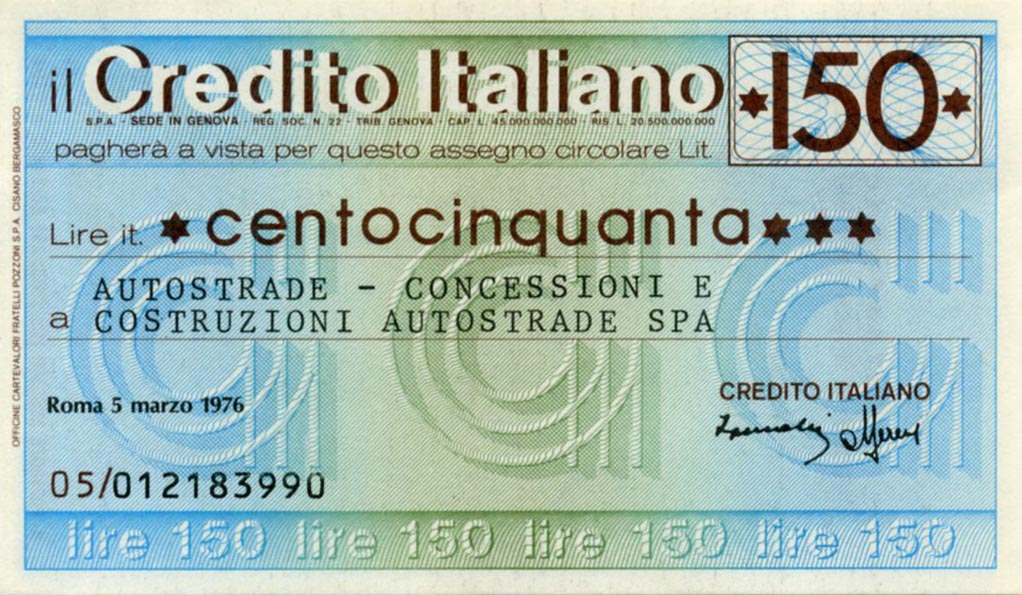 il Credito Italiano
S.P.A. - SEDE IN GENOVA - REG. SOC. N. 22 - TRIB. GENOVA - CAP. L. 45.000.000.000 - RIS. L. 20.500.000.000
pagherà a vista per questo assegno circolare Lit.
*150*
Lire it. *centocinquanta***
AUTOSTRADE - CONCESSIONI E
a COSTRUZIONI AUTOSTRADE SPA
CREDITO ITALIANO
Roma 5 marzo 1976
05/012183990
lire 150 lire 150 lire 150 lire 150
OFFICINE CARTEVALORI FRATELLI POZZONI S.P.A. CISANO BERGAMASCO